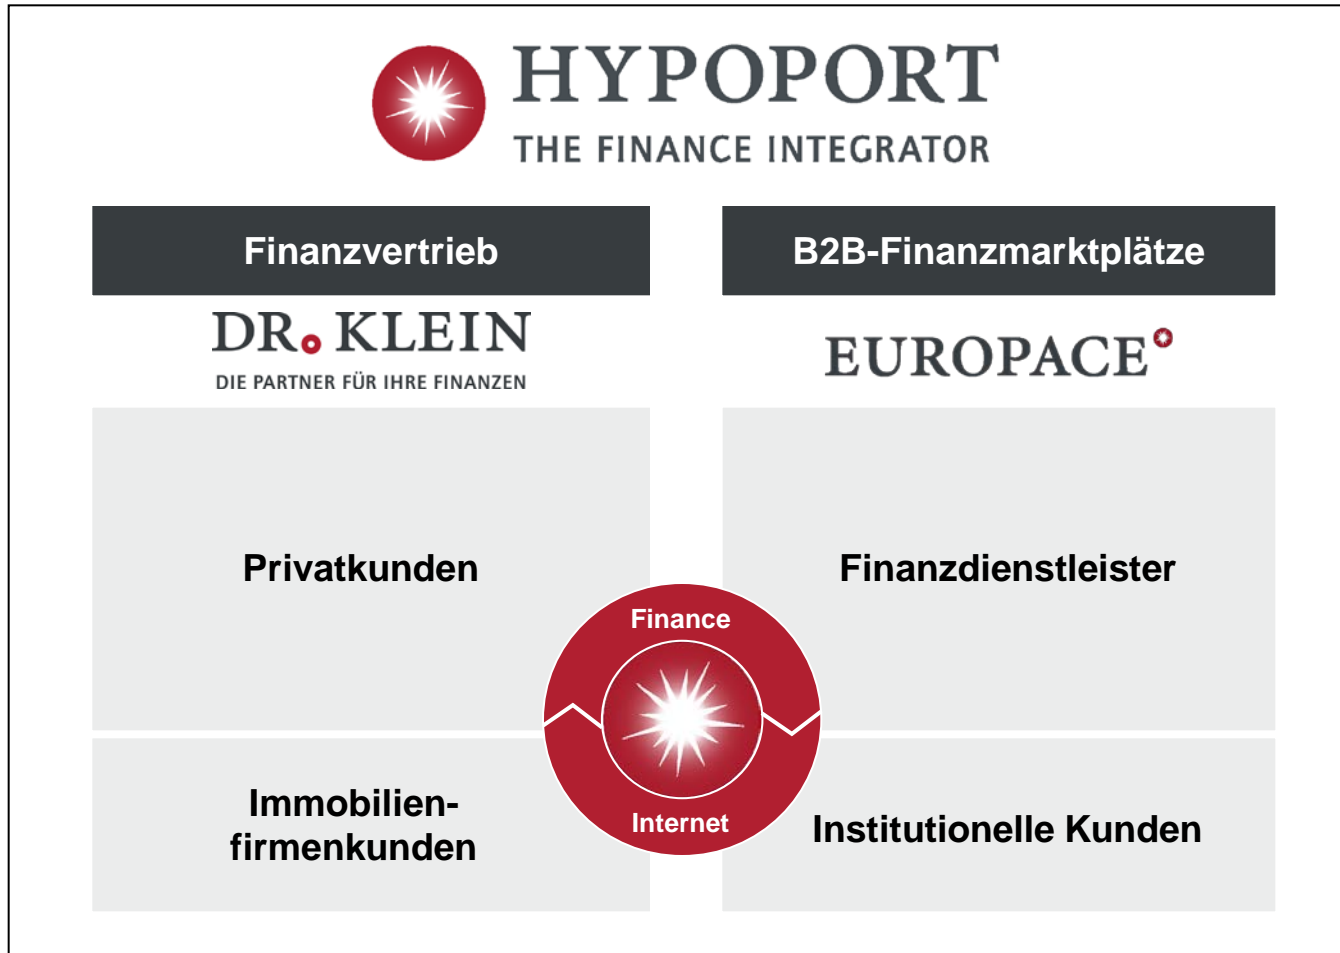 HYPOPORT
THE FINANCE INTEGRATOR
Finanzvertrieb
DR. KLEIN
DIE PARTNER FÜR IHRE FINANZEN
Privatkunden
Immobilien-
firmenkunden
B2B-Finanzmarktplätze
EUROPACE
Finanzdienstleister
Institutionelle Kunden
Finance
Internet